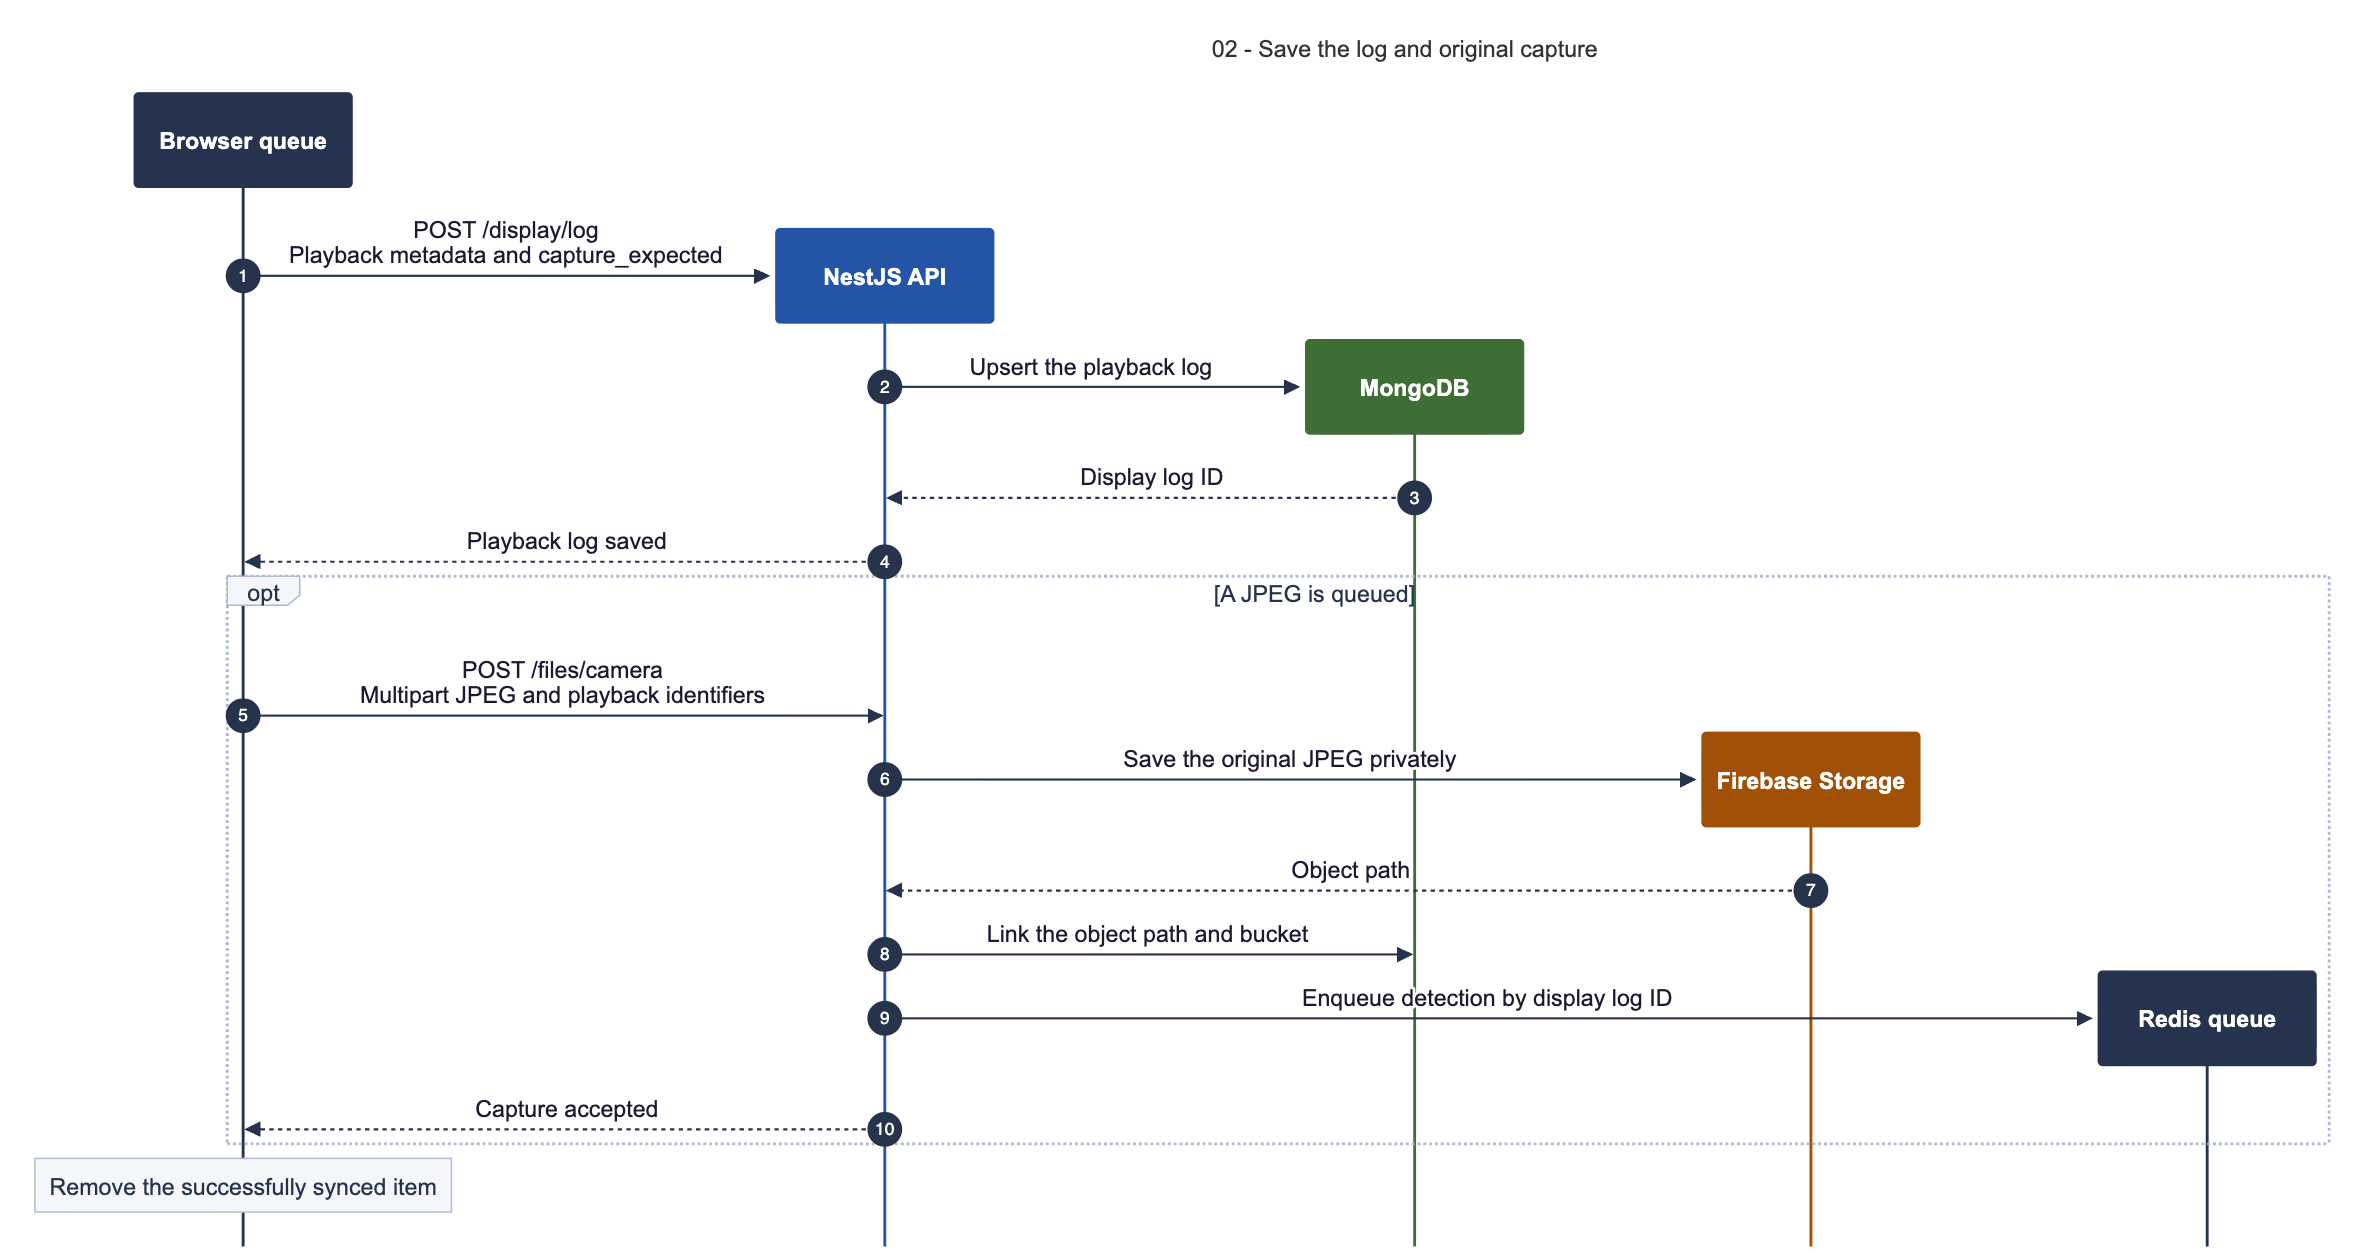 02 - Save the log and original capture
Browser queue
POST /display/log
Playback metadata and capture_expected
1
NestJS API
Upsert the playback log
2
MongoDB
Display log ID
3
Playback log saved
4
opt
[A JPEG is queued]
POST /files/camera
Multipart JPEG and playback identifiers
5
Save the original JPEG privately
6
Firebase Storage
Object path
7
Link the object path and bucket
8
Enqueue detection by display log ID
9
Redis queue
Capture accepted
10
Remove the successfully synced item